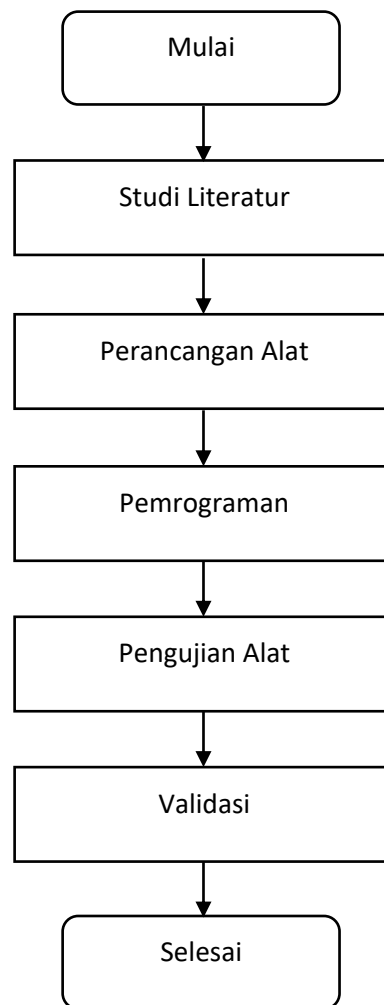 Mulai
Studi Literatur
Perancangan Alat
Pemrograman
Pengujian Alat
Validasi
Selesai